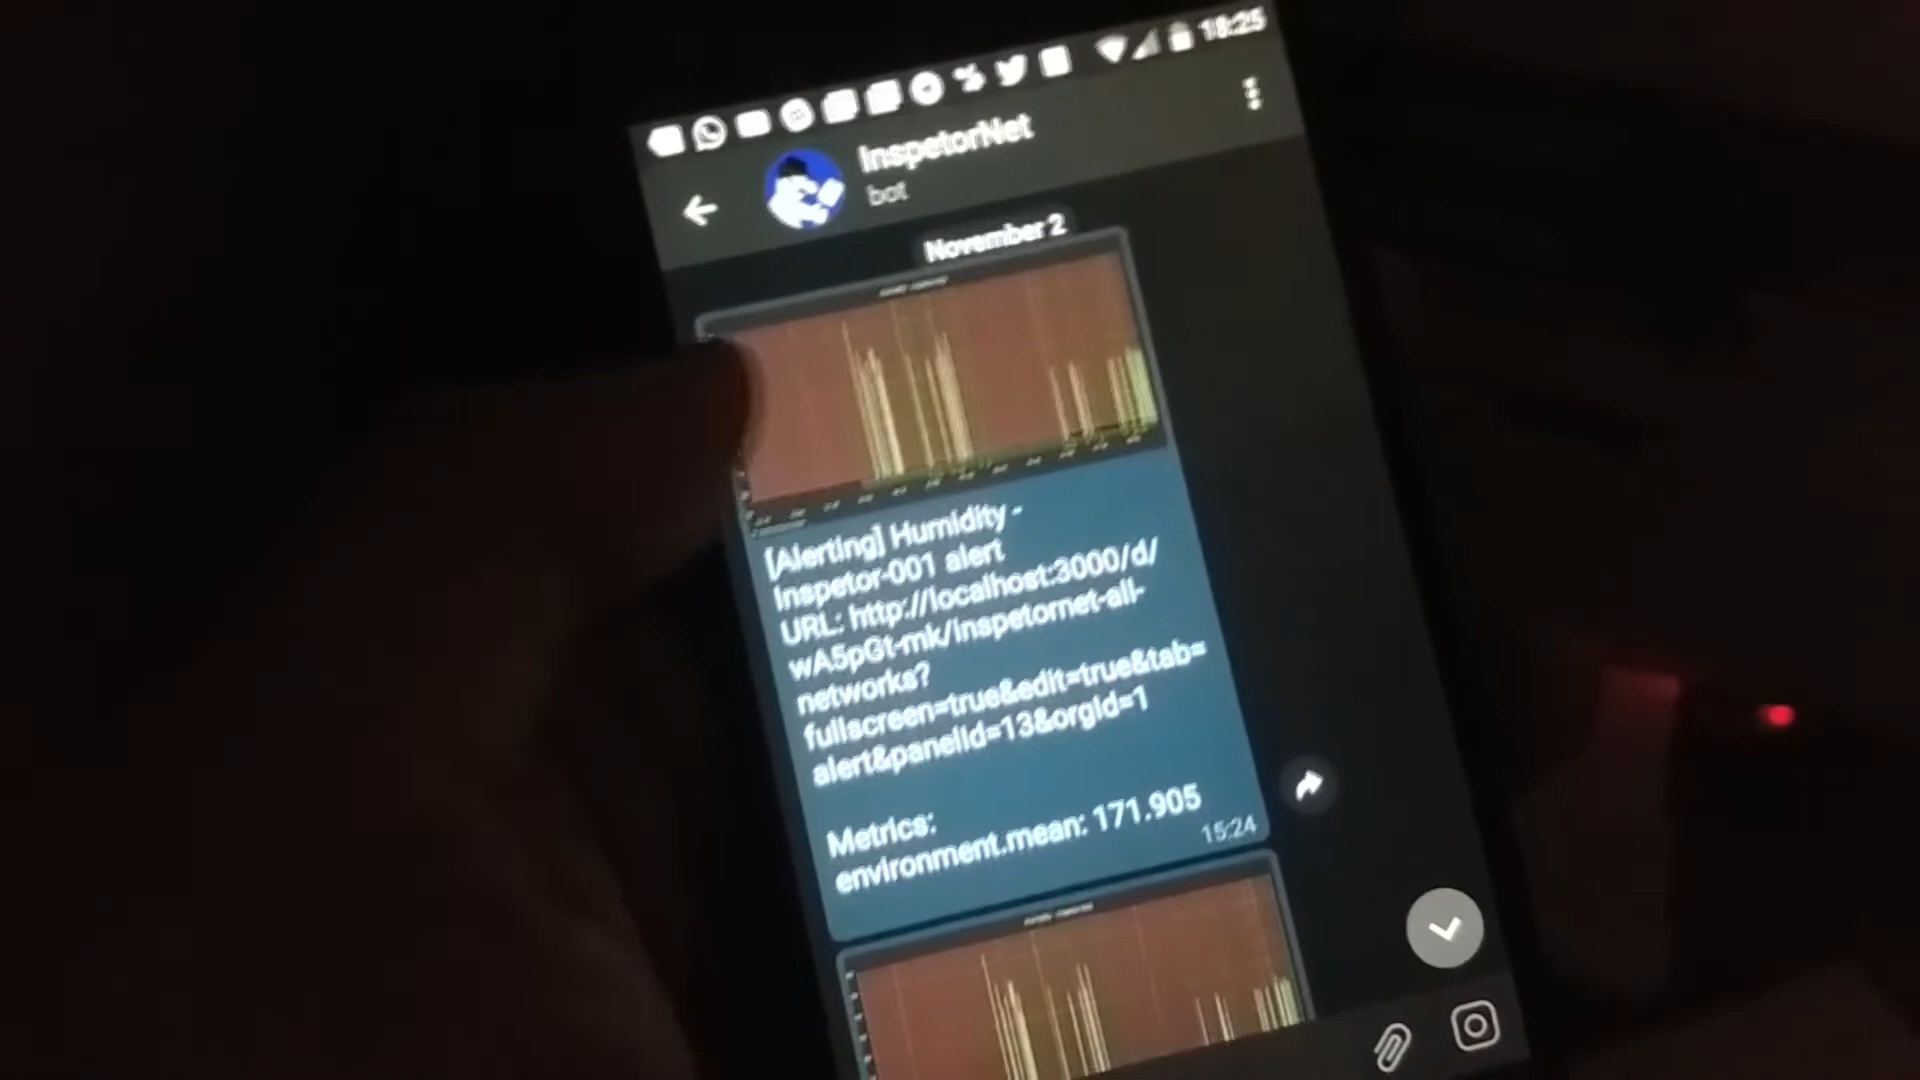 18:25
InspetorNet
bot
November 2
[Alerting] Humidity -
Inspetor-001 alert
URL: http://localhost:3000/d/
wA5pGt-mk/inspetornet-all-
networks?
fullscreen=true&edit=true&tab=
alert&panelId=13&orgId=1
Metrics:
environment.mean: 171.905
15:24